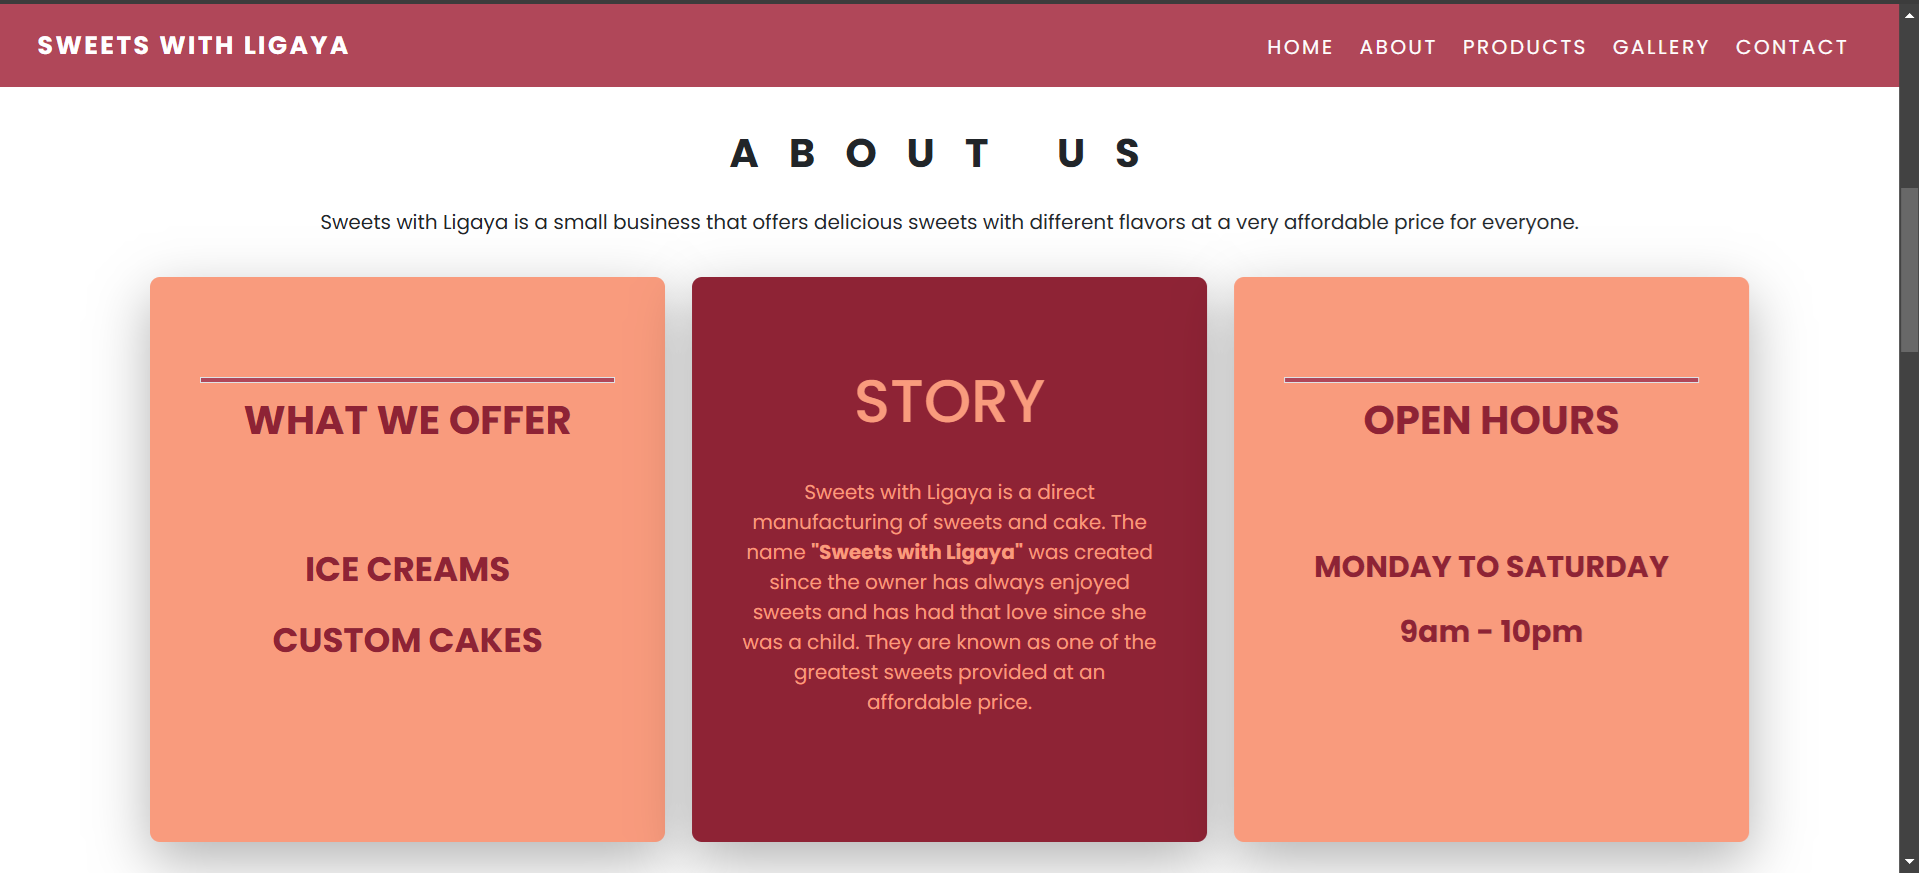 SWEETS WITH LIGAYA
HOME ABOUT PRODUCTS GALLERY CONTACT
ABOUT US
Sweets with Ligaya is a small business that offers delicious sweets with different flavors at a very affordable price for everyone.
WHAT WE OFFER
ICE CREAMS
CUSTOM CAKES
STORY
Sweets with Ligaya is a direct
manufacturing of sweets and cake. The
name "Sweets with Ligaya" was created
since the owner has always enjoyed
sweets and has had that love since she
was a child. They are known as one of the
greatest sweets provided at an
affordable price.
OPEN HOURS
MONDAY TO SATURDAY
9am - 10pm